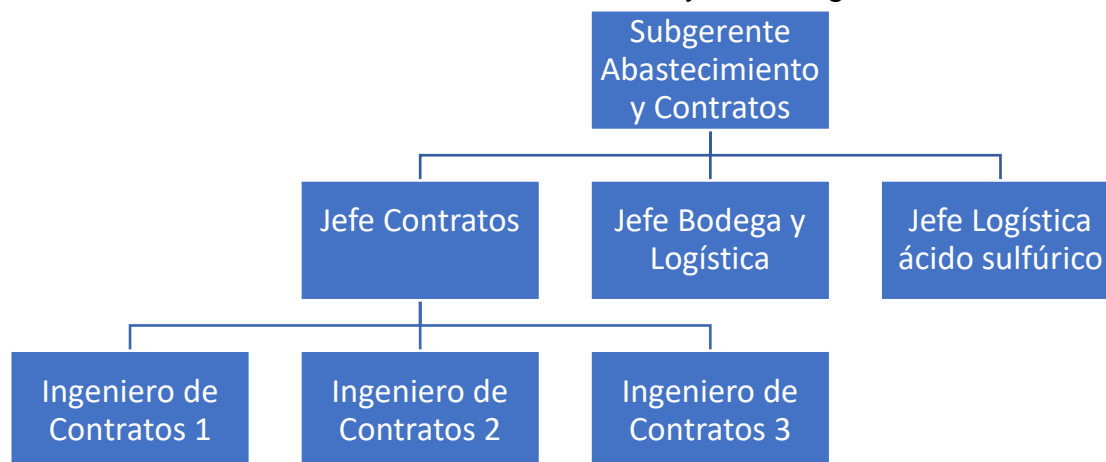 Subgerente
Abastecimiento
y Contratos
Jefe Contratos
Jefe Bodega y
Logística
Jefe Logística
ácido sulfúrico
Ingeniero de
Contratos 1
Ingeniero de
Contratos 2
Ingeniero de
Contratos 3